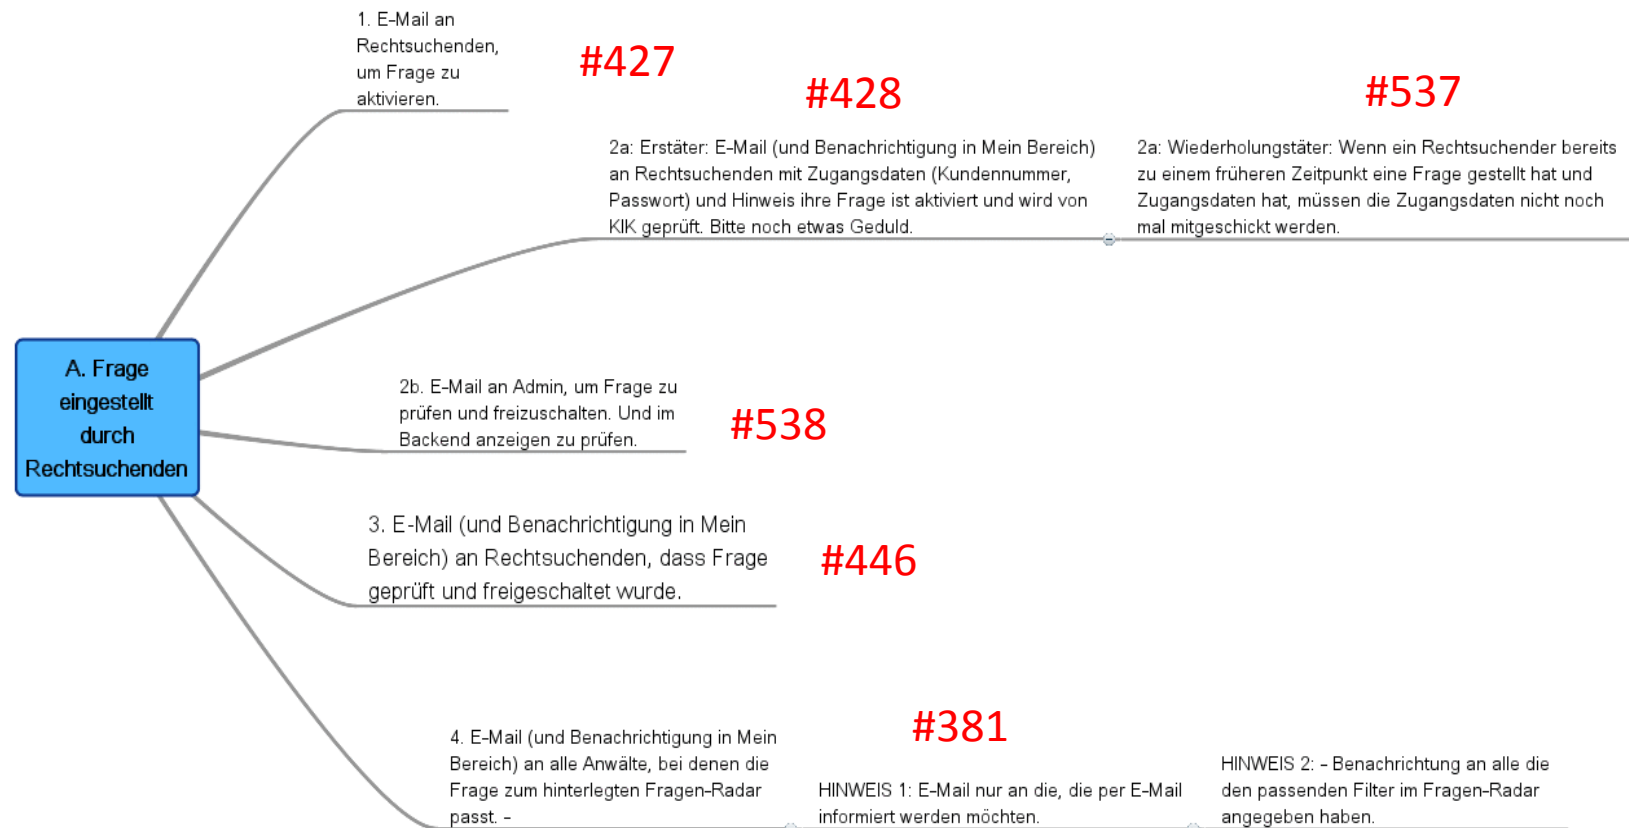 1. E-Mail an
Rechtsuchenden,
um Frage zu
aktivieren.
#427
#428
#537
2a: Erstäter: E-Mail (und Benachrichtigung in Mein Bereich)
an Rechtsuchenden mit Zugangsdaten (Kundennummer,
Passwort) und Hinweis ihre Frage ist aktiviert und wird von
KIK geprüft. Bitte noch etwas Geduld.
2a: Wiederholungstäter: Wenn ein Rechtsuchender bereits
zu einem früheren Zeitpunkt eine Frage gestellt hat und
Zugangsdaten hat, müssen die Zugangsdaten nicht noch
mal mitgeschickt werden.
A. Frage
eingestellt
durch
Rechtsuchenden
2b. E-Mail an Admin, um Frage zu
prüfen und freizuschalten. Und im
Backend anzeigen zu prüfen.
#538
3. E-Mail (und Benachrichtigung in Mein
Bereich) an Rechtsuchenden, dass Frage
geprüft und freigeschaltet wurde.
#446
4. E-Mail (und Benachrichtigung in Mein
Bereich) an alle Anwälte, bei denen die
Frage zum hinterlegten Fragen-Radar
passt. -
#381
HINWEIS 1: E-Mail nur an die, die per E-Mail
informiert werden möchten.
HINWEIS 2: - Benachrichtung an alle die
den passenden Filter im Fragen-Radar
angegeben haben.